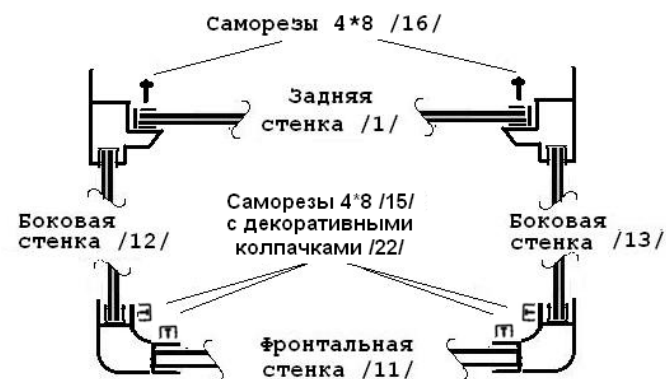 Саморезы 4*8 /16/
Задняя
стенка /1/
Саморезы 4*8 /15/
с декоративными
колпачками /22/
Боковая
стенка /12/
Боковая
стенка /13/
Фронтальная
стенка /11/